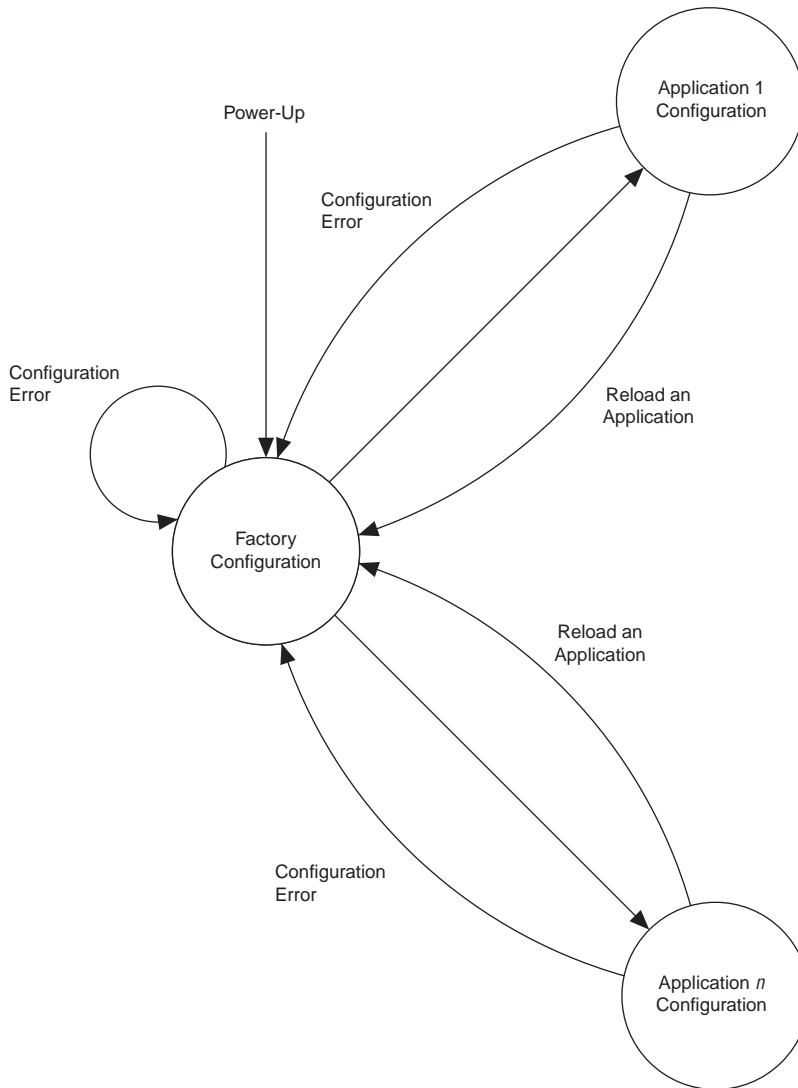 Application 1
Configuration
Power-Up
Configuration
Error
Configuration
Error
Reload an
Application
Factory
Configuration
Reload an
Application
Configuration
Error
Application n
Configuration